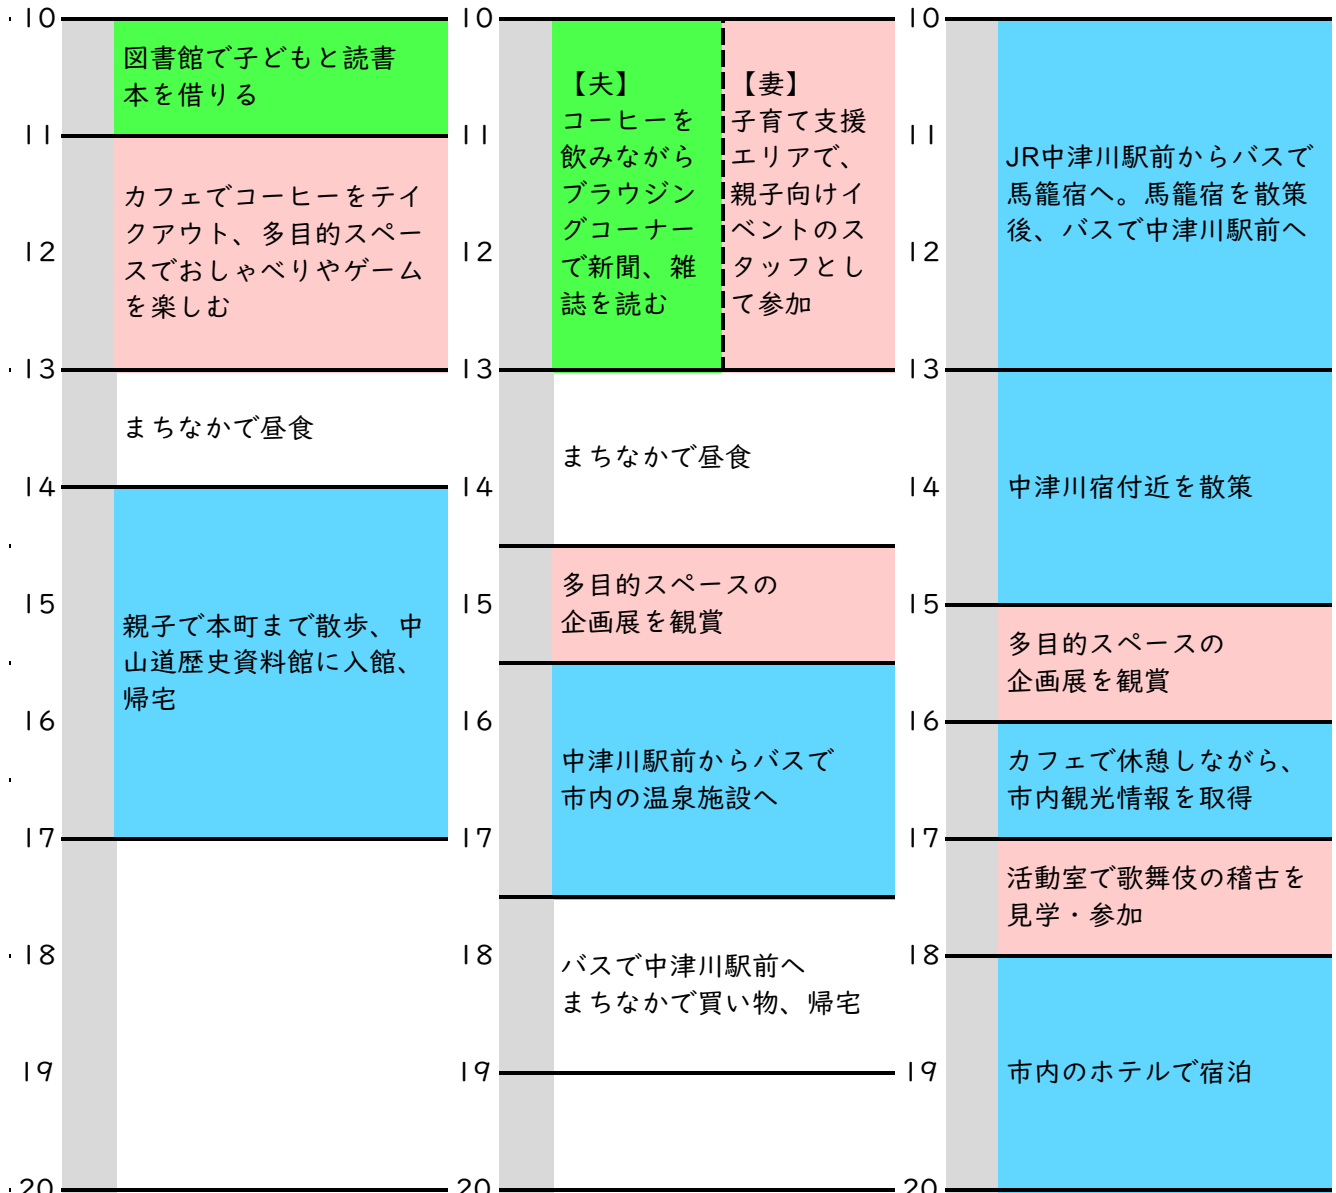 10
図書館で子どもと読書
本を借りる
11
カフェでコーヒーをテイ
クアウト、多目的スペー
スでおしゃべりやゲーム
を楽しむ
12
13
まちなかで昼食
14
親子で本町まで散歩、中
山道歴史資料館に入館、
帰宅
15
16
17
18
19
20
10
【夫】
コーヒーを
飲みながら
ブラウジン
グコーナー
で新聞、雑
誌を読む
【妻】
子育て支援
エリアで、
親子向けイ
ベントのス
タッフとし
て参加
11
12
13
まちなかで昼食
14
多目的スペースの
企画展を観賞
15
中津川駅前からバスで
市内の温泉施設へ
16
17
バスで中津川駅前へ
まちなかで買い物、帰宅
18
19
20
10
JR中津川駅前からバスで
馬籠宿へ。馬籠宿を散策
後、バスで中津川駅前へ
11
12
13
中津川宿付近を散策
14
15
多目的スペースの
企画展を観賞
16
カフェで休憩しながら、
市内観光情報を取得
17
活動室で歌舞伎の稽古を
見学・参加
18
市内のホテルで宿泊
19
20